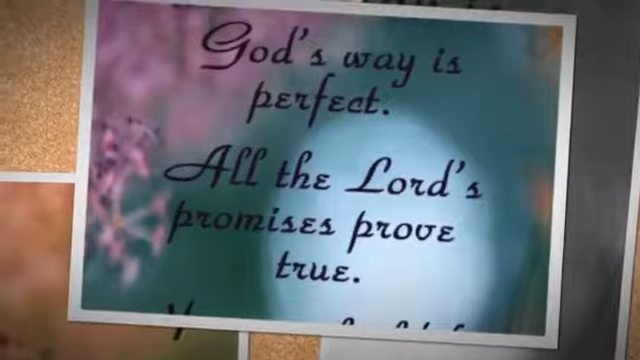 God's way is
perfect.
All the Lord's
promises prove
true.